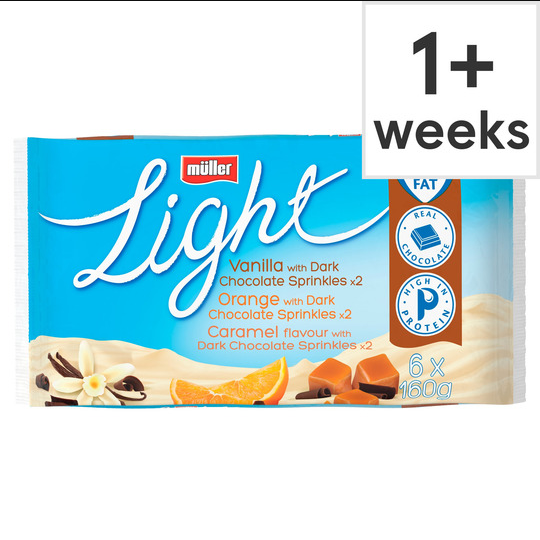 1+
weeks
müller
Light
FAT
REAL
CHOCOLATE
HIGH IN
P
PROTEIN
Vanilla with Dark
Chocolate Sprinkles x2
Orange with Dark
Chocolate Sprinkles x2
Caramel flavour with
Dark Chocolate Sprinkles x2
6 x
160g